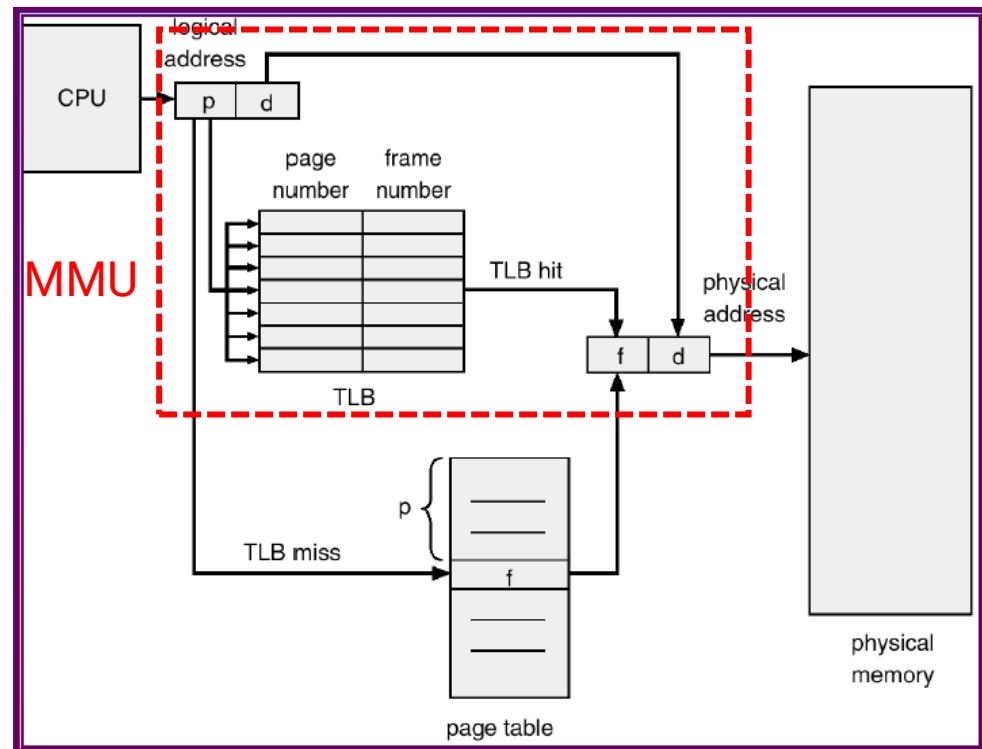 logical
address
CPU
p d
page frame
number number
MMU
TLB hit
physical
address
f d
TLB
p
TLB miss
f
physical
memory
page table